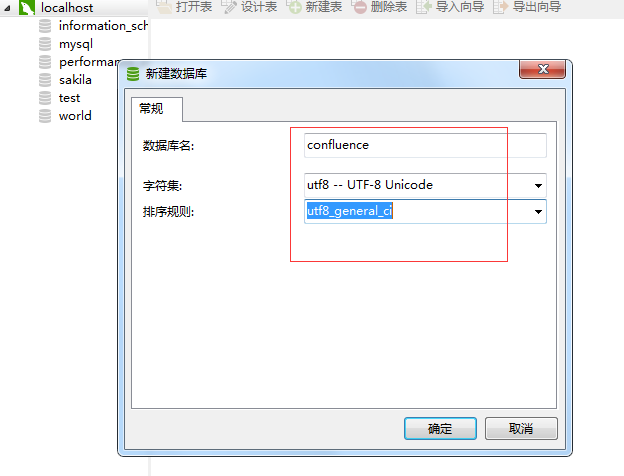 localhost
打开表 设计表 新建表 删除表 导入向导 导出向导
information_sch
mysql
performan
sakila
test
world
新建数据库
常规
数据库名: confluence
字符集: utf8 -- UTF-8 Unicode
排序规则: utf8_general_ci
确定 取消